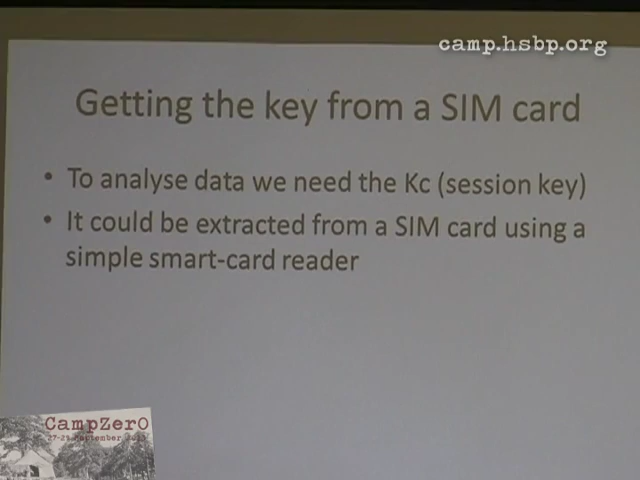 camp.hsbp.org
Getting the key from a SIM card
• To analyse data we need the Kc (session key)
• It could be extracted from a SIM card using a
simple smart-card reader
CampZerO